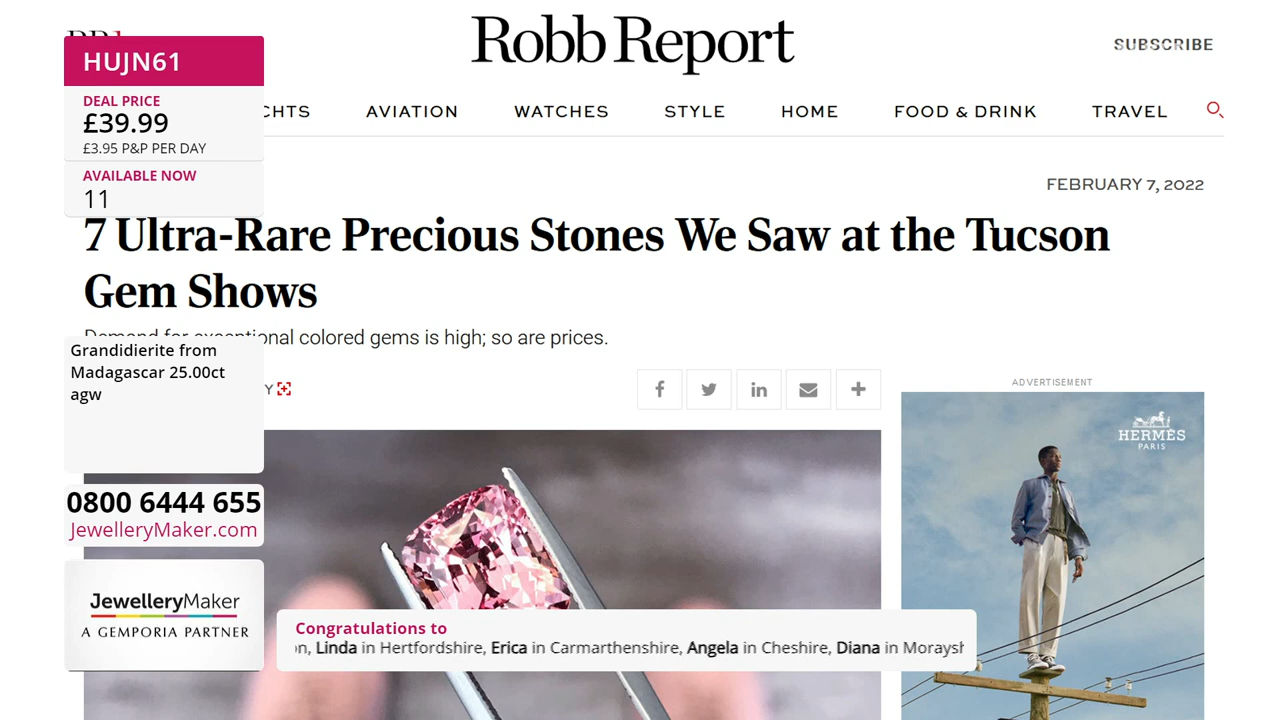 HUJN61
DEAL PRICE
£39.99
£3.95 P&P PER DAY
AVAILABLE NOW
11
Robb Report
SUBSCRIBE
AVIATION WATCHES STYLE HOME FOOD & DRINK TRAVEL
FEBRUARY 7, 2022
7 Ultra-Rare Precious Stones We Saw at the Tucson
Gem Shows
Demand for exceptional colored gems is high; so are prices.
Grandidierite from
Madagascar 25.00ct
agw
ADVERTISEMENT
HERMÈS
PARIS
0800 6444 655
JewelleryMaker.com
JewelleryMaker
A GEMPORIA PARTNER
Congratulations to
Linda in Hertfordshire, Erica in Carmarthenshire, Angela in Cheshire, Diana in